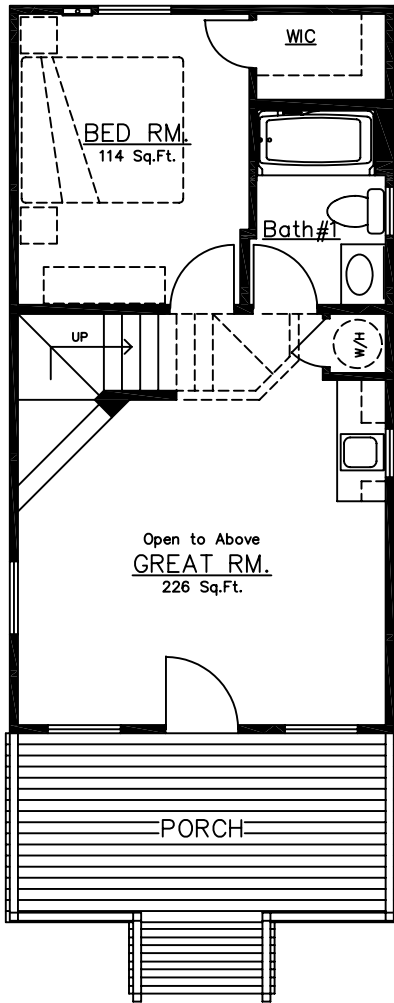 WIC
BED RM.
114 Sq.Ft.
Bath#1
UP
W/H
Open to Above
GREAT RM.
226 Sq.Ft.
PORCH